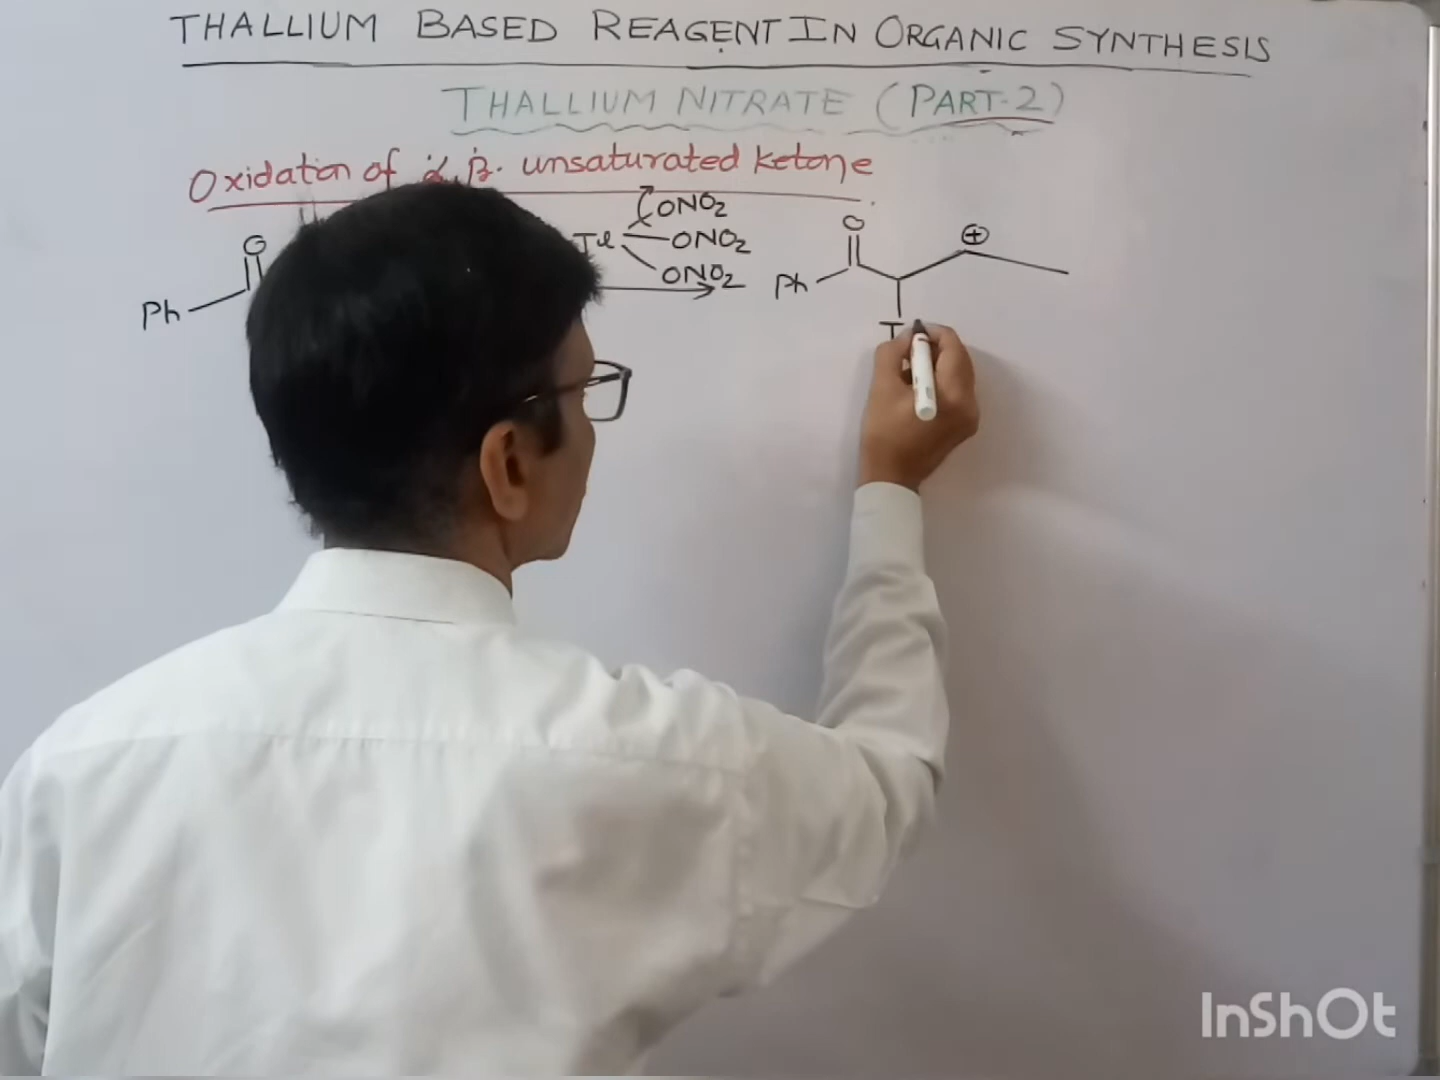 THALLIUM BASED REAGENT IN ORGANIC SYNTHESIS
THALLIUM NITRATE (PART-2)
Oxidation of α,β. unsaturated ketone
ONO2
O Tl ONO2 O ⊕
ONO2
Ph Ph
T
InShOt